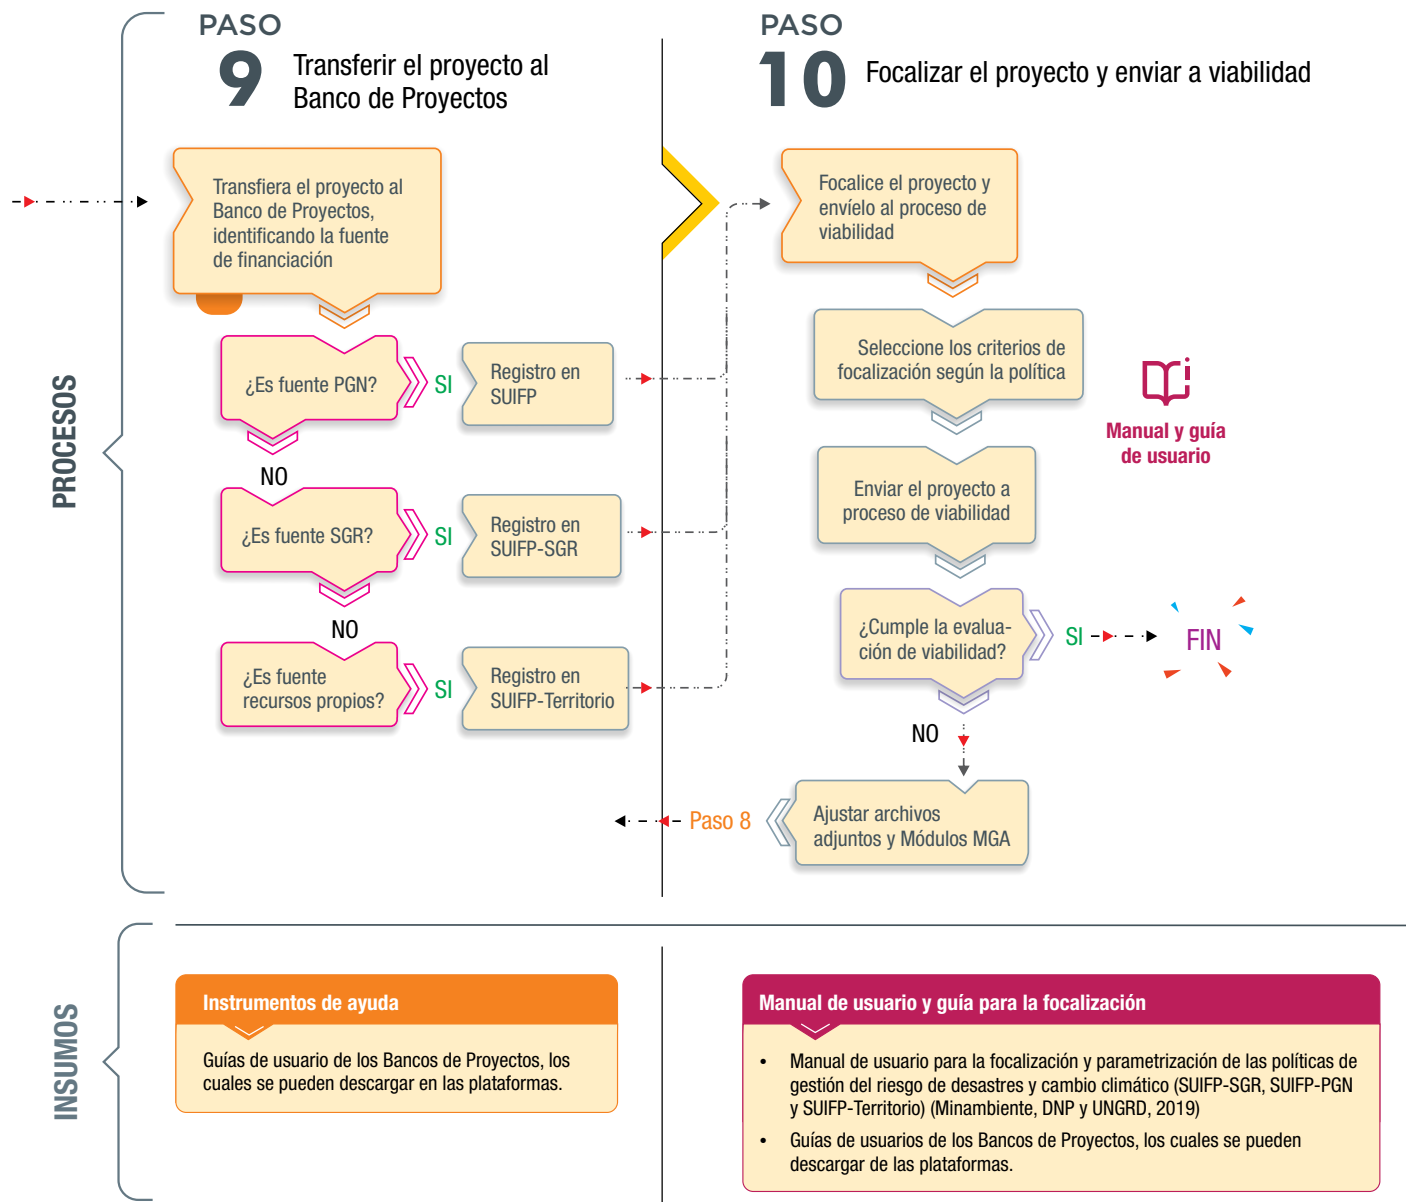 PASO
9
Transferir el proyecto al
Banco de Proyectos
PASO
10
Focalizar el proyecto y enviar a viabilidad
PROCESOS
Transfiera el proyecto al
Banco de Proyectos,
identificando la fuente
de financiación
¿Es fuente PGN?
SI
Registro en
SUIFP
NO
¿Es fuente SGR?
SI
Registro en
SUIFP-SGR
NO
¿Es fuente
recursos propios?
SI
Registro en
SUIFP-Territorio
Focalice el proyecto y
envíelo al proceso de
viabilidad
Seleccione los criterios de
focalización según la política
Manual y guía
de usuario
Enviar el proyecto a
proceso de viabilidad
¿Cumple la evalua-
ción de viabilidad?
SI
FIN
NO
Ajustar archivos
adjuntos y Módulos MGA
Paso 8
INSUMOS
Instrumentos de ayuda
Guías de usuario de los Bancos de Proyectos, los
cuales se pueden descargar en las plataformas.
Manual de usuario y guía para la focalización
• Manual de usuario para la focalización y parametrización de las políticas de
gestión del riesgo de desastres y cambio climático (SUIFP-SGR, SUIFP-PGN
y SUIFP-Territorio) (Minambiente, DNP y UNGRD, 2019)
• Guías de usuarios de los Bancos de Proyectos, los cuales se pueden
descargar de las plataformas.